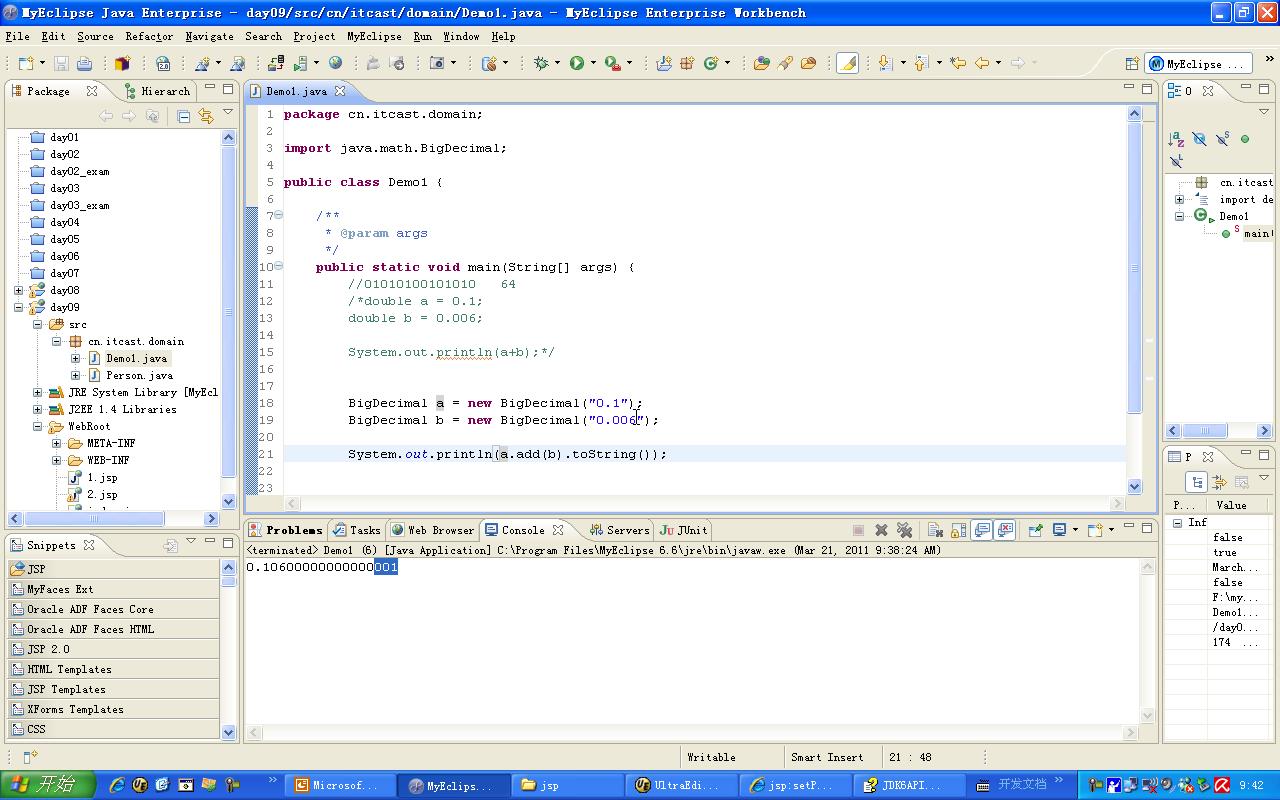 MyEclipse Java Enterprise - day09/src/cn/itcast/domain/Demo1.java - MyEclipse Enterprise Workbench
File Edit Source Refactor Navigate Search Project MyEclipse Run Window Help
MyEclipse ...
Package
Hierarch
day01
day02
day02_exam
day03
day03_exam
day04
day05
day06
day07
day08
day09
src
cn.itcast.domain
Demo1.java
Person.java
JRE System Library [MyEcl
J2EE 1.4 Libraries
WebRoot
META-INF
WEB-INF
1.jsp
2.jsp
Demo1.java
1 package cn.itcast.domain;
2
3 import java.math.BigDecimal;
4
5 public class Demo1 {
6
7 /**
8 * @param args
9 */
10 public static void main(String[] args) {
11 //01010100101010 64
12 /*double a = 0.1;
13 double b = 0.006;
14
15 System.out.println(a+b);*/
16
17
18 BigDecimal a = new BigDecimal("0.1");
19 BigDecimal b = new BigDecimal("0.006");
20
21 System.out.println(a.add(b).toString());
22
23
O
cn.itcast
import de
Demo1
main(
P
P... Value
Inf
false
true
March...
false
F:\my...
Demo1...
/day0...
174 ...
Snippets
JSP
MyFaces Ext
Oracle ADF Faces Core
Oracle ADF Faces HTML
JSP 2.0
HTML Templates
JSP Templates
XForms Templates
CSS
Problems Tasks Web Browser Console Servers JUnit
<terminated> Demo1 (6) [Java Application] C:\Program Files\MyEclipse 6.6\jre\bin\javaw.exe (Mar 21, 2011 9:38:24 AM)
0.10600000000000001
Writable Smart Insert 21 : 48
开始 Microsof... MyEclips... jsp UltraEdi... jsp:setP... JDK6API... 开发文档 9:42